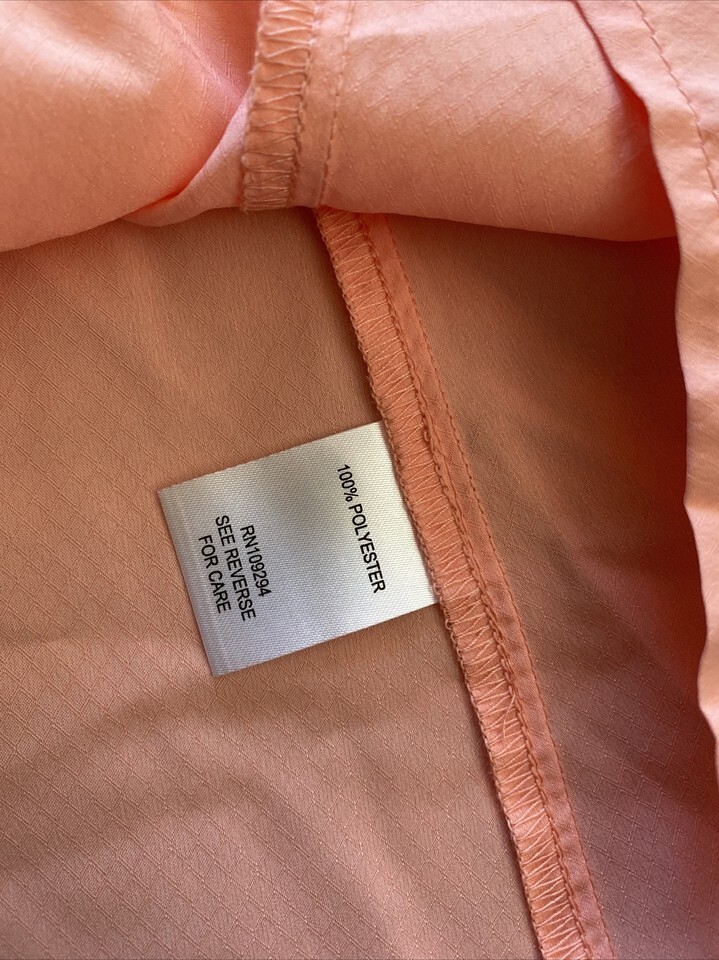 100% POLYESTER
RN109294
SEE REVERSE
FOR CARE